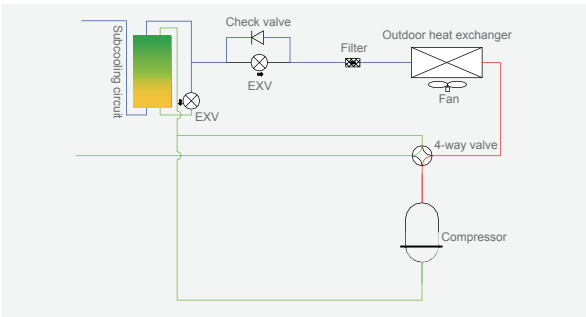 Check valve
Outdoor heat exchanger
Filter
Subcooling circuit
EXV
Fan
EXV
4-way valve
Compressor